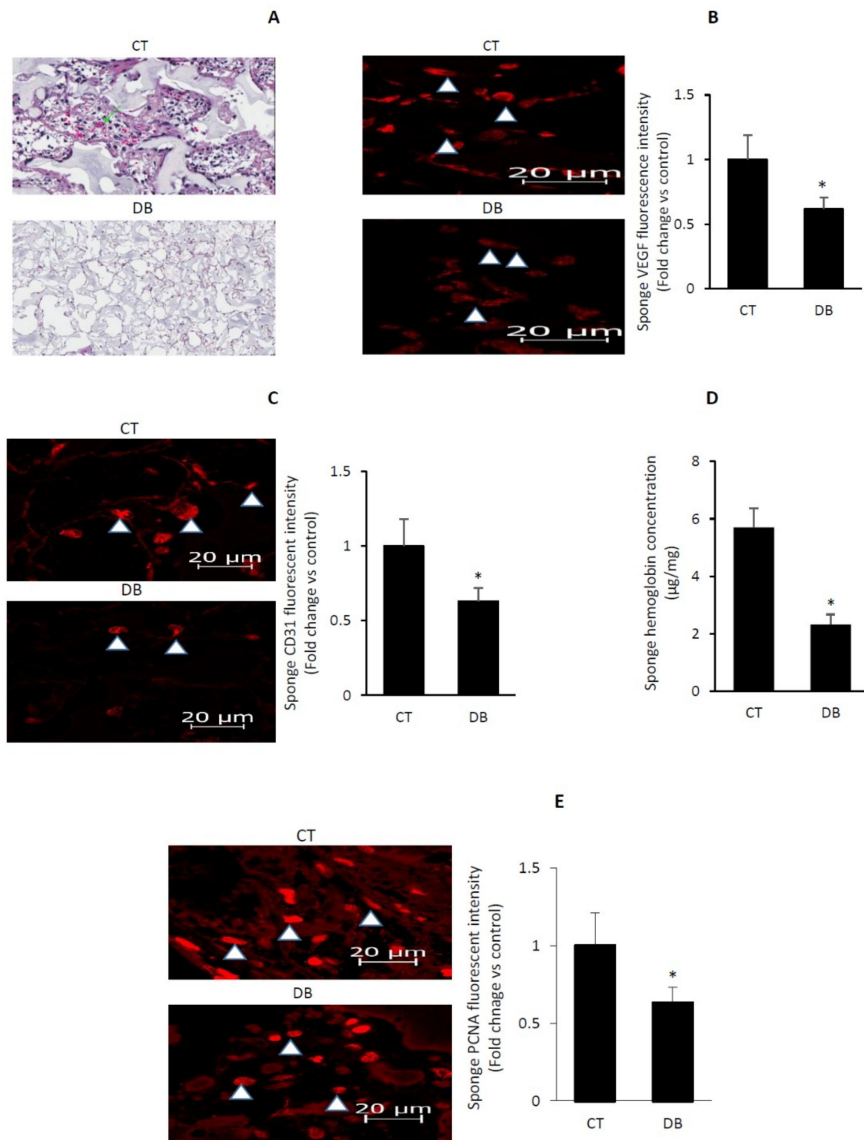 A
CT
DB
B
CT
20 µm
DB
20 µm
Sponge VEGF fluorescence intensity
(Fold change vs control)
1.5
1
0.5
0
*
CT
DB
C
CT
20 µm
DB
20 µm
Sponge CD31 fluorescent intensity
(Fold change vs control)
1.5
1
0.5
0
*
CT
DB
D
Sponge hemoglobin concentration
(µg/mg)
8
6
4
2
0
*
CT
DB
E
CT
20 µm
DB
20 µm
Sponge PCNA fluorescent intensity
(Fold chnage vs control)
1.5
1
0.5
0
*
CT
DB